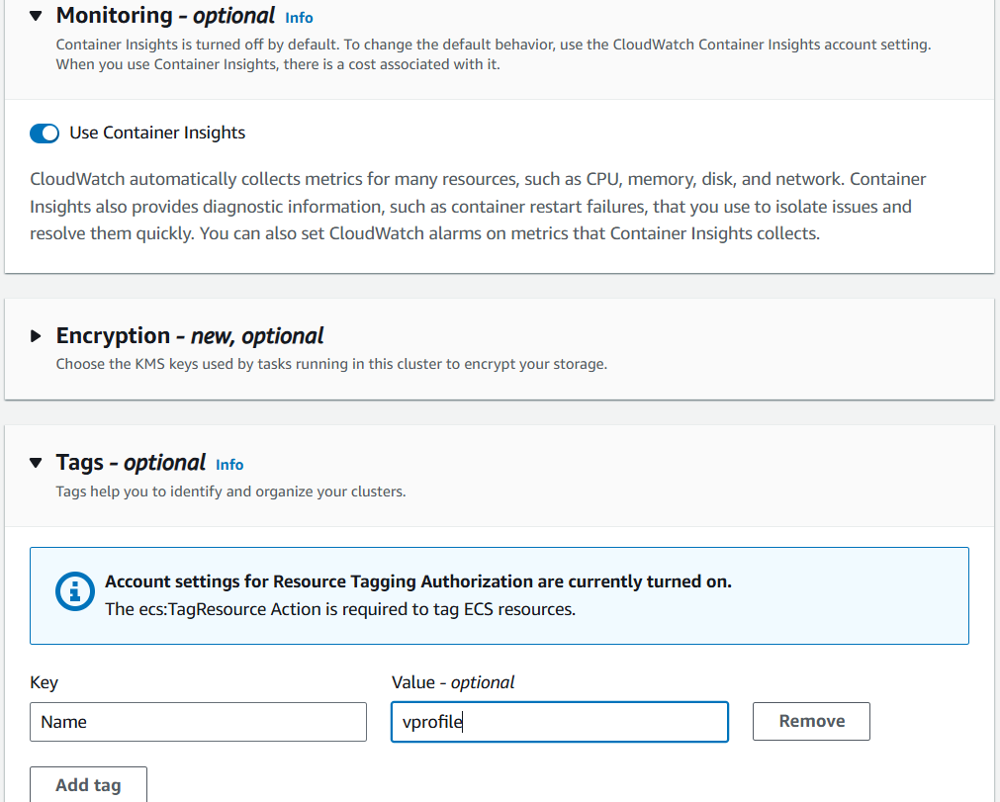 Monitoring - optional Info
Container Insights is turned off by default. To change the default behavior, use the CloudWatch Container Insights account setting.
When you use Container Insights, there is a cost associated with it.
Use Container Insights
CloudWatch automatically collects metrics for many resources, such as CPU, memory, disk, and network. Container
Insights also provides diagnostic information, such as container restart failures, that you use to isolate issues and
resolve them quickly. You can also set CloudWatch alarms on metrics that Container Insights collects.
Encryption - new, optional
Choose the KMS keys used by tasks running in this cluster to encrypt your storage.
Tags - optional Info
Tags help you to identify and organize your clusters.
Account settings for Resource Tagging Authorization are currently turned on.
The ecs:TagResource Action is required to tag ECS resources.
Key Value - optional
Name vprofile Remove
Add tag